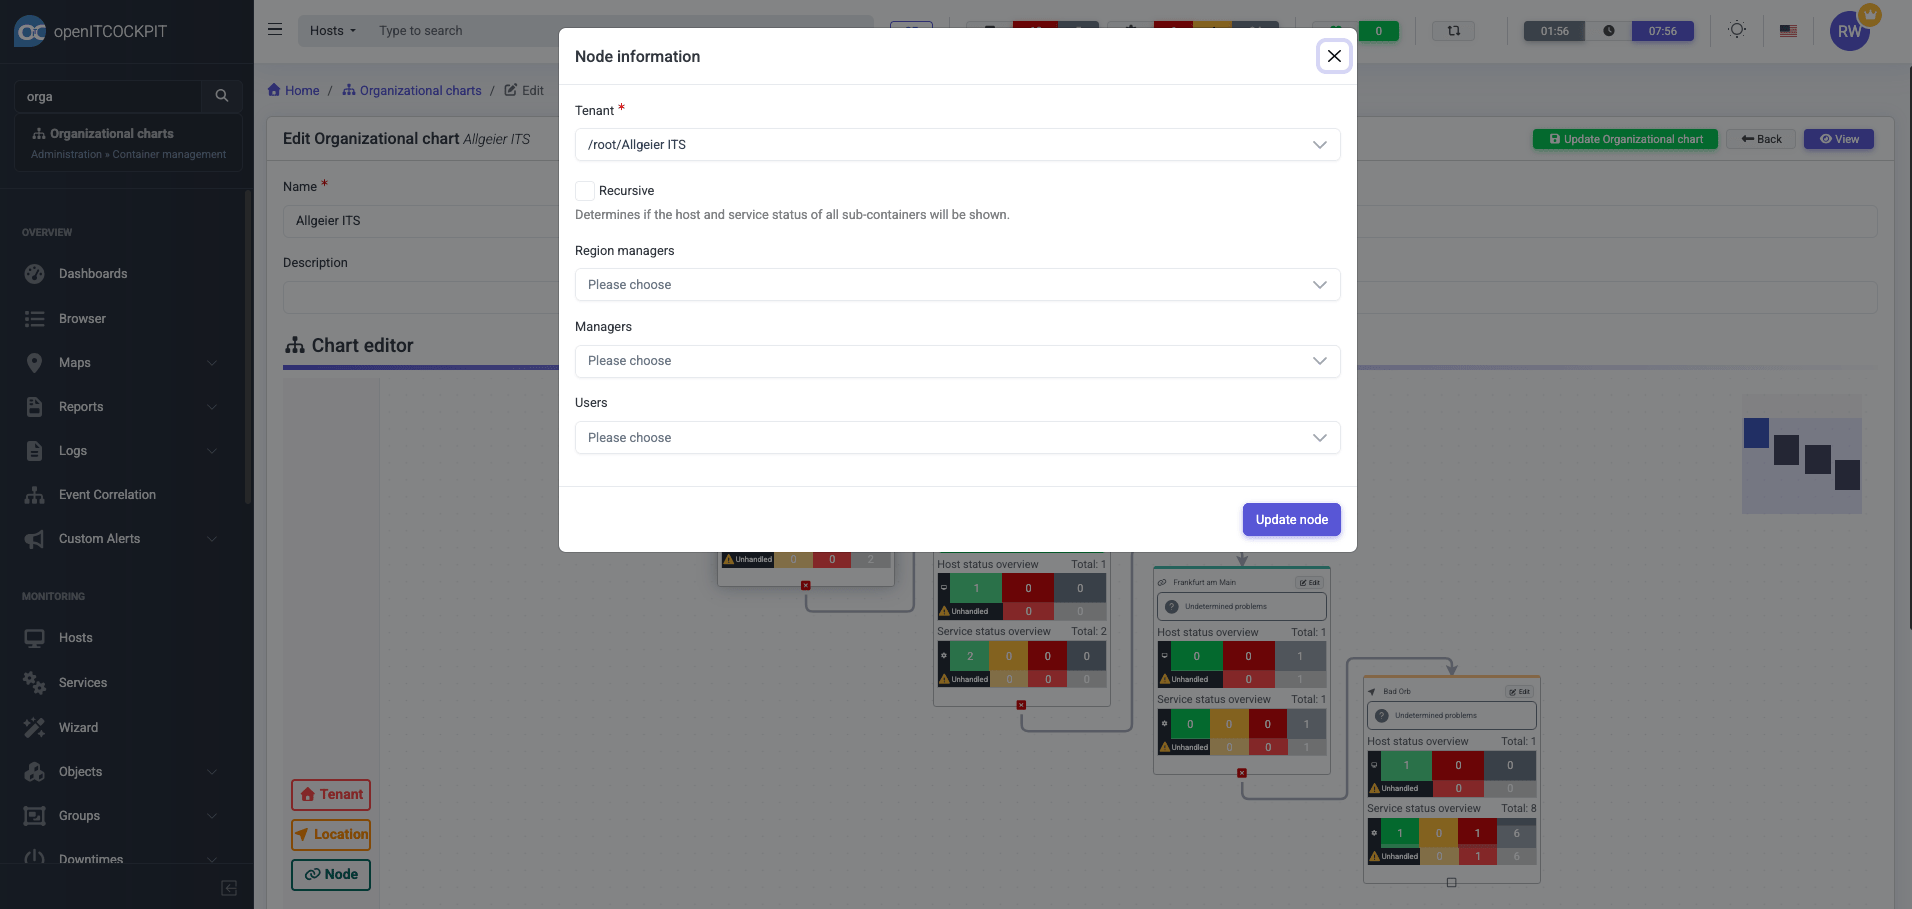 openITCOCKPIT
Hosts
Type to search
0
01:56
07:56
RW
orga
Organizational charts
Administration » Container management
OVERVIEW
Dashboards
Browser
Maps
Reports
Logs
Event Correlation
Custom Alerts
MONITORING
Hosts
Services
Wizard
Objects
Groups
Downtimes
Home / Organizational charts / Edit
Edit Organizational chart Allgeier ITS
Update Organizational chart
Back
View
Name *
Allgeier ITS
Description
Chart editor
Tenant
Location
Node
Node information
Tenant *
/root/Allgeier ITS
Recursive
Determines if the host and service status of all sub-containers will be shown.
Region managers
Please choose
Managers
Please choose
Users
Please choose
Update node
Unhandled 0 0 2
Host status overview Total: 1
1 0 0
Unhandled 0 0
Service status overview Total: 2
2 0 0 0
Unhandled 0 0 0
Frankfurt am Main Edit
Undetermined problems
Host status overview Total: 1
0 0 1
Unhandled 0 1
Service status overview Total: 1
0 0 0 1
Unhandled 0 0 1
Bad Orb Edit
Undetermined problems
Host status overview Total: 1
1 0 0
Unhandled 0 0
Service status overview Total: 8
1 0 1 6
Unhandled 0 1 6